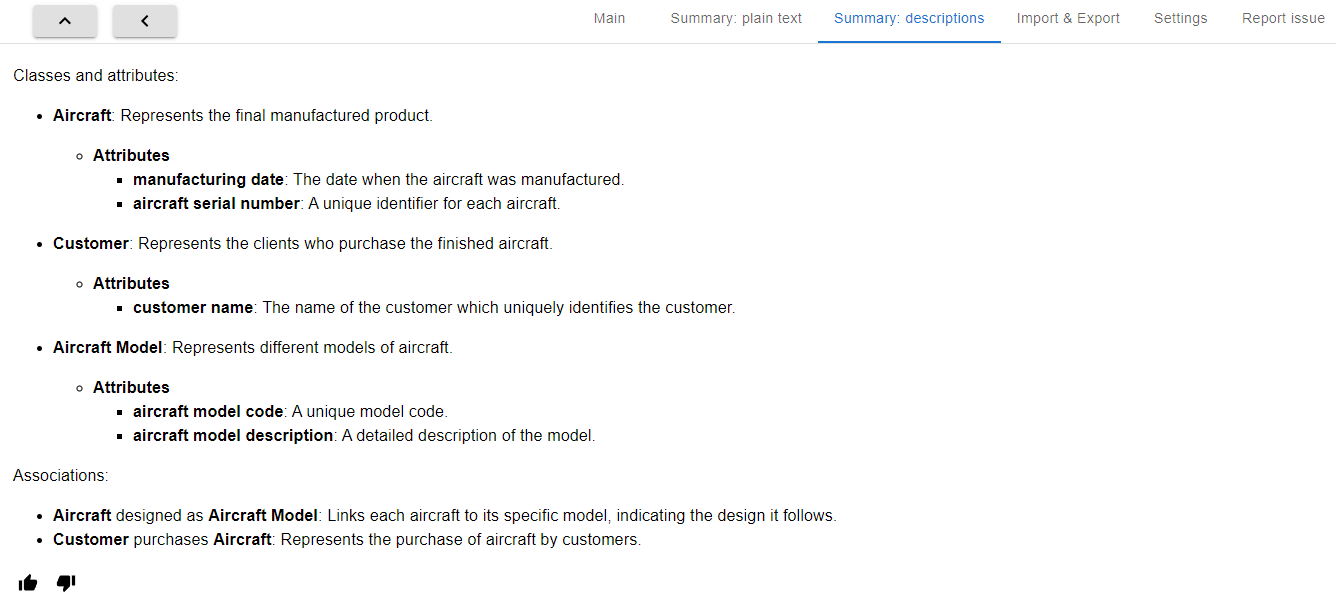 Main Summary: plain text Summary: descriptions Import & Export Settings Report issue
Classes and attributes:
Aircraft: Represents the final manufactured product.
Attributes
manufacturing date: The date when the aircraft was manufactured.
aircraft serial number: A unique identifier for each aircraft.
Customer: Represents the clients who purchase the finished aircraft.
Attributes
customer name: The name of the customer which uniquely identifies the customer.
Aircraft Model: Represents different models of aircraft.
Attributes
aircraft model code: A unique model code.
aircraft model description: A detailed description of the model.
Associations:
Aircraft designed as Aircraft Model: Links each aircraft to its specific model, indicating the design it follows.
Customer purchases Aircraft: Represents the purchase of aircraft by customers.